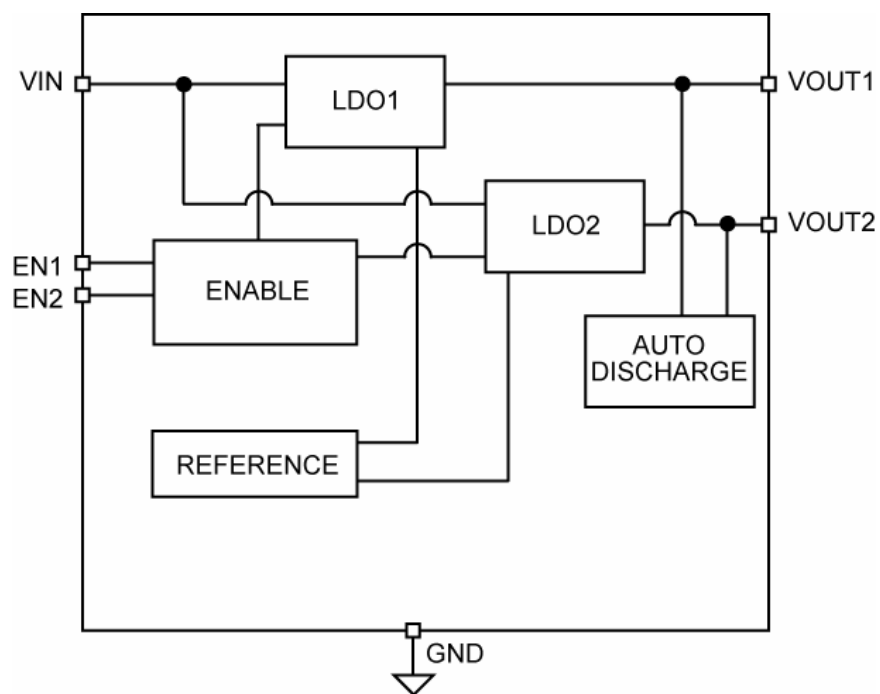 VIN
LDO1
VOUT1
LDO2
VOUT2
EN1
EN2
ENABLE
AUTO
DISCHARGE
REFERENCE
GND